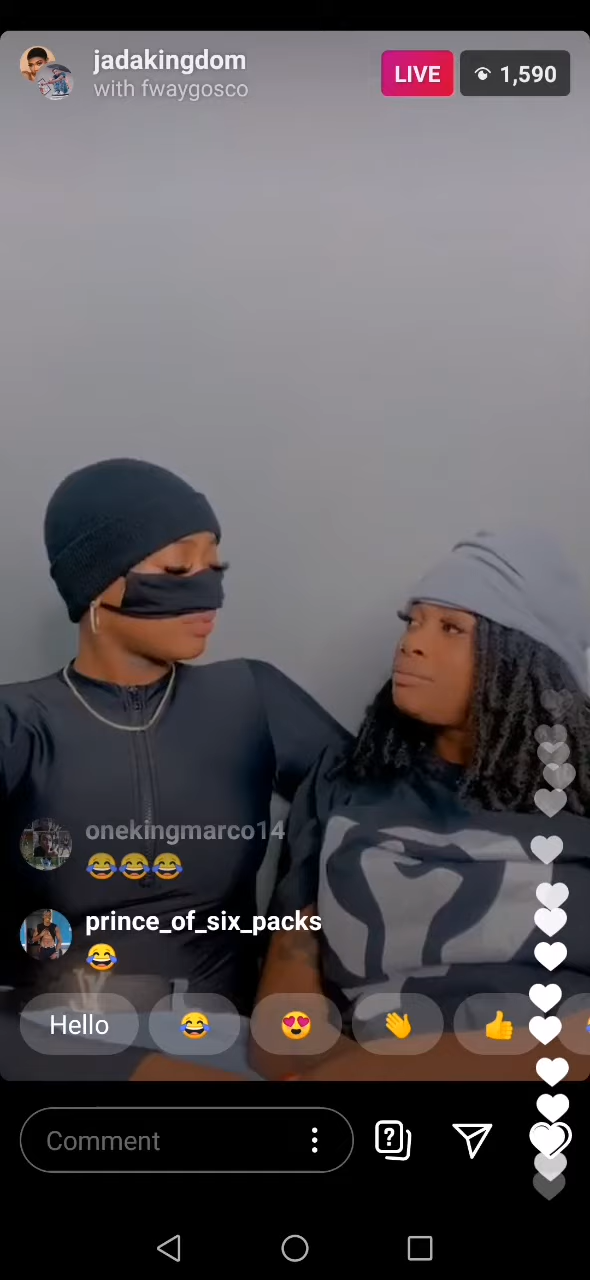 jadakingdom
with fwaygosco
LIVE
1,590
onekingmarco14
😂😂😂
prince_of_six_packs
😂
Hello 😂 😍 👋 👍
Comment